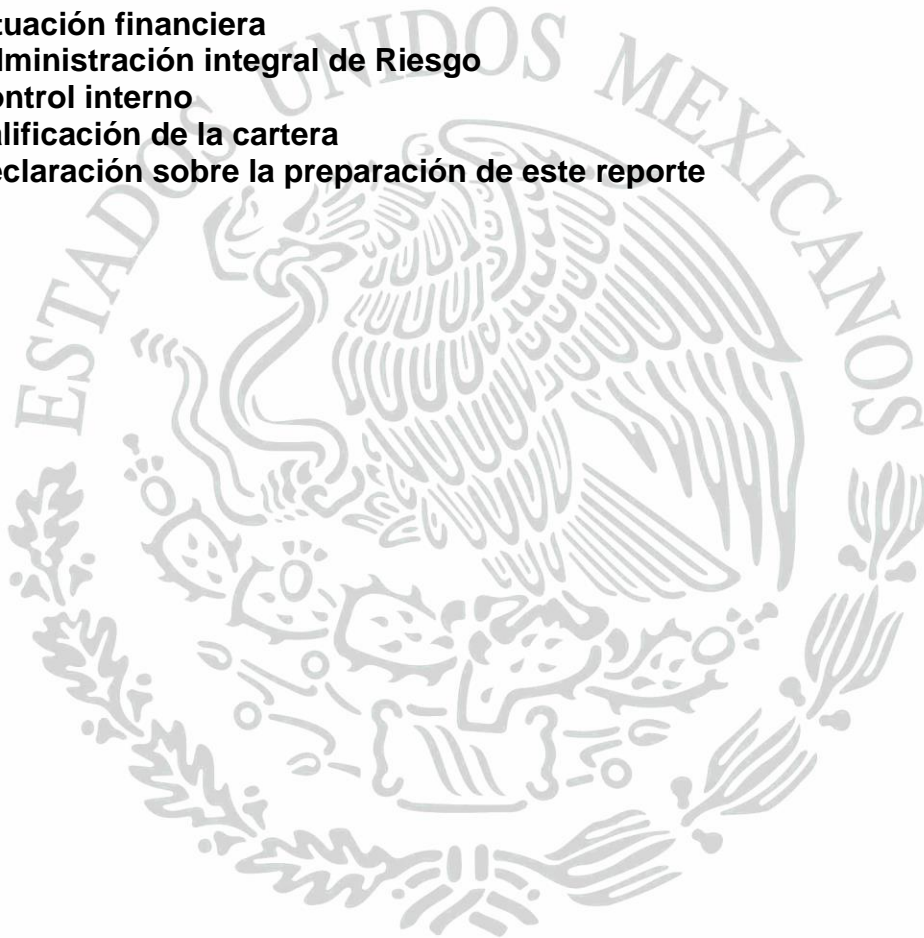 tuación financiera
dministración integral de Riesgo
ontrol interno
alificación de la cartera
eclaración sobre la preparación de este reporte
ESTADOS UNIDOS MEXICANOS